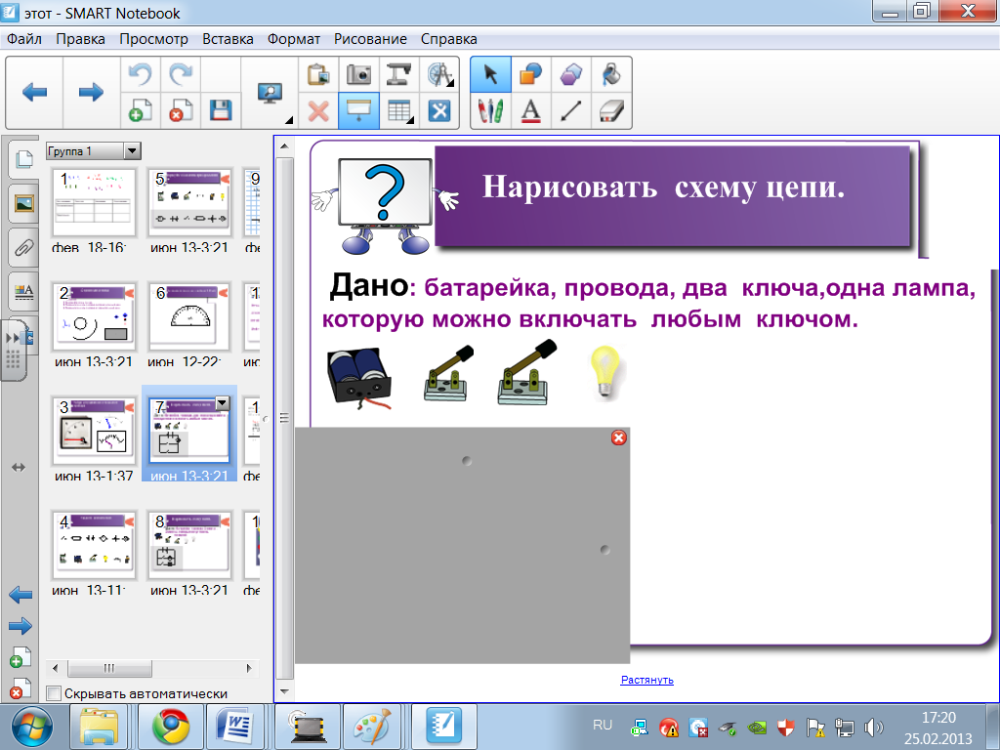 этот - SMART Notebook
Файл Правка Просмотр Вставка Формат Рисование Справка
Группа 1
1
5
9
фев 18-16:
июн 13-3:21
фе
2
6
1
июн 13-3:21
июн 12-22:
ию
3
7
1
июн 13-1:37
июн 13-3:21
фе
4
8
1
июн 13-11:
июн 13-3:21
фе
Скрывать автоматически
?
Нарисовать схему цепи.
Дано: батарейка, провода, два ключа,одна лампа,
которую можно включать любым ключом.
Растянуть
RU
17:20
25.02.2013